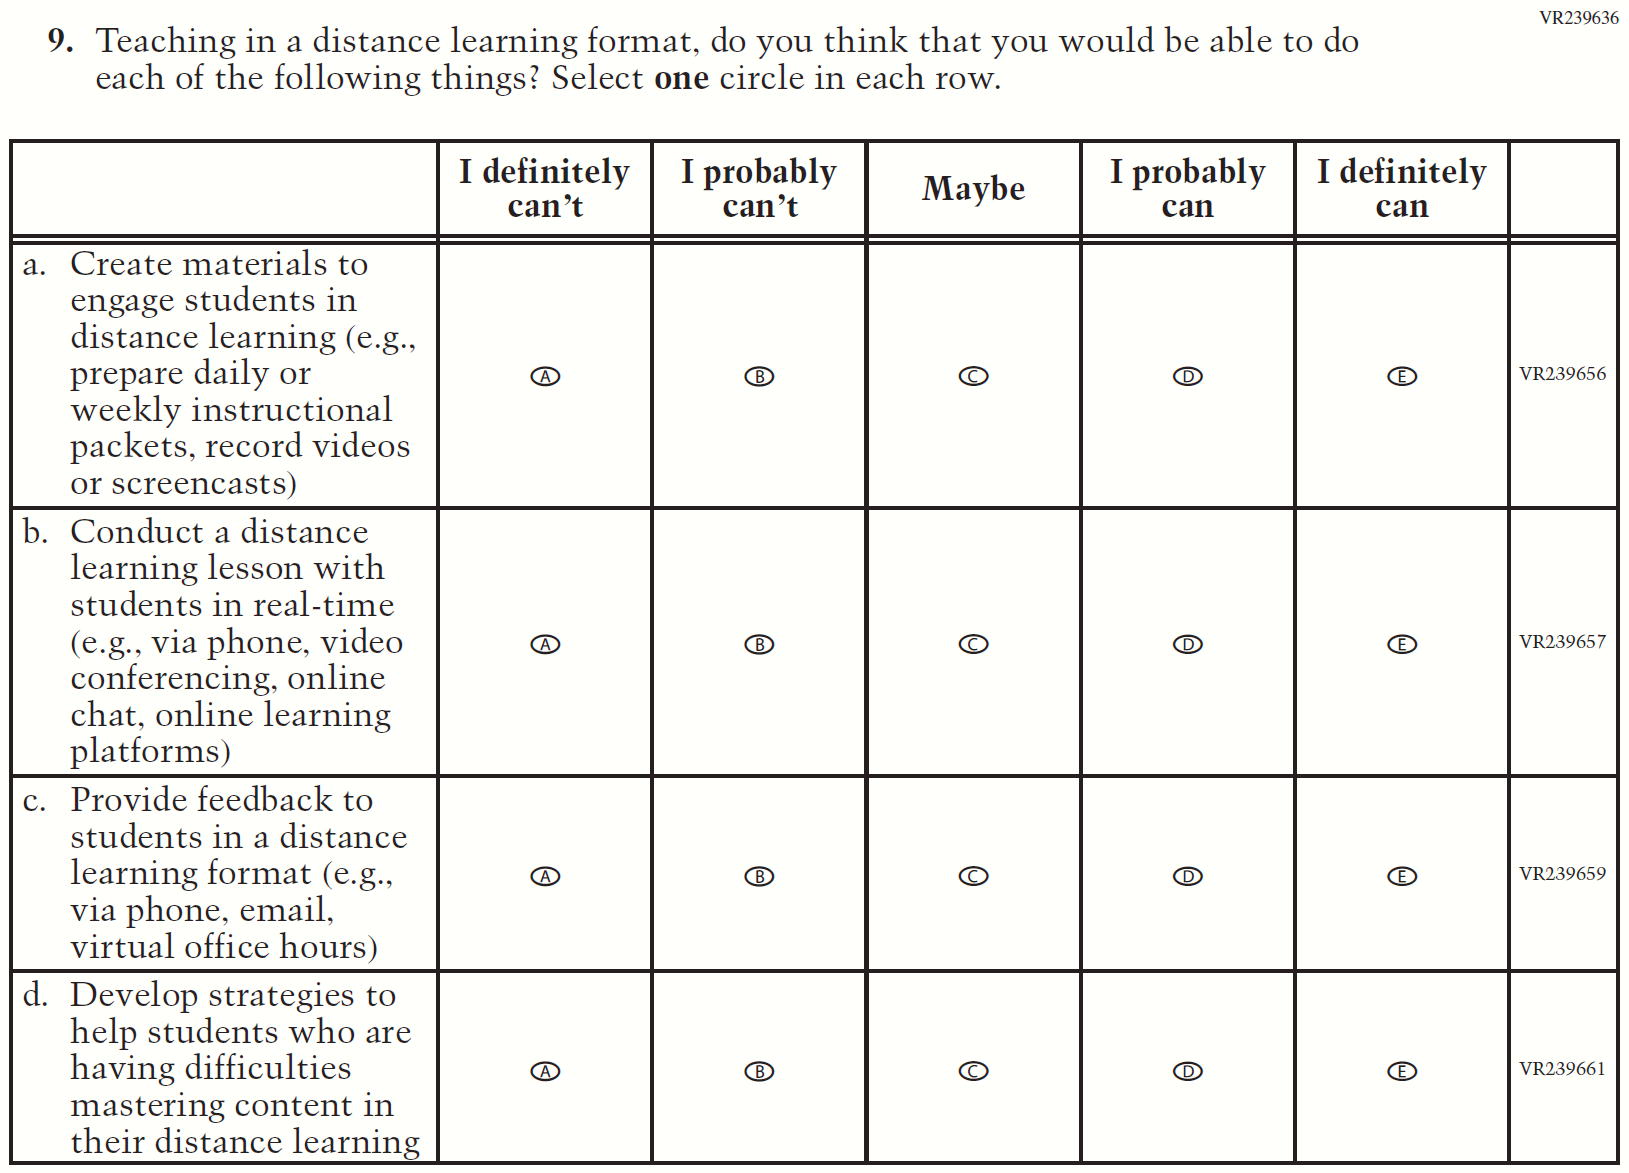 VR239636
9. Teaching in a distance learning format, do you think that you would be able to do
each of the following things? Select one circle in each row.
I definitely can't I probably can't Maybe I probably can I definitely can
a. Create materials to
engage students in
distance learning (e.g.,
prepare daily or
weekly instructional
packets, record videos
or screencasts)
A B C D E VR239656
b. Conduct a distance
learning lesson with
students in real-time
(e.g., via phone, video
conferencing, online
chat, online learning
platforms)
A B C D E VR239657
c. Provide feedback to
students in a distance
learning format (e.g.,
via phone, email,
virtual office hours)
A B C D E VR239659
d. Develop strategies to
help students who are
having difficulties
mastering content in
their distance learning
A B C D E VR239661